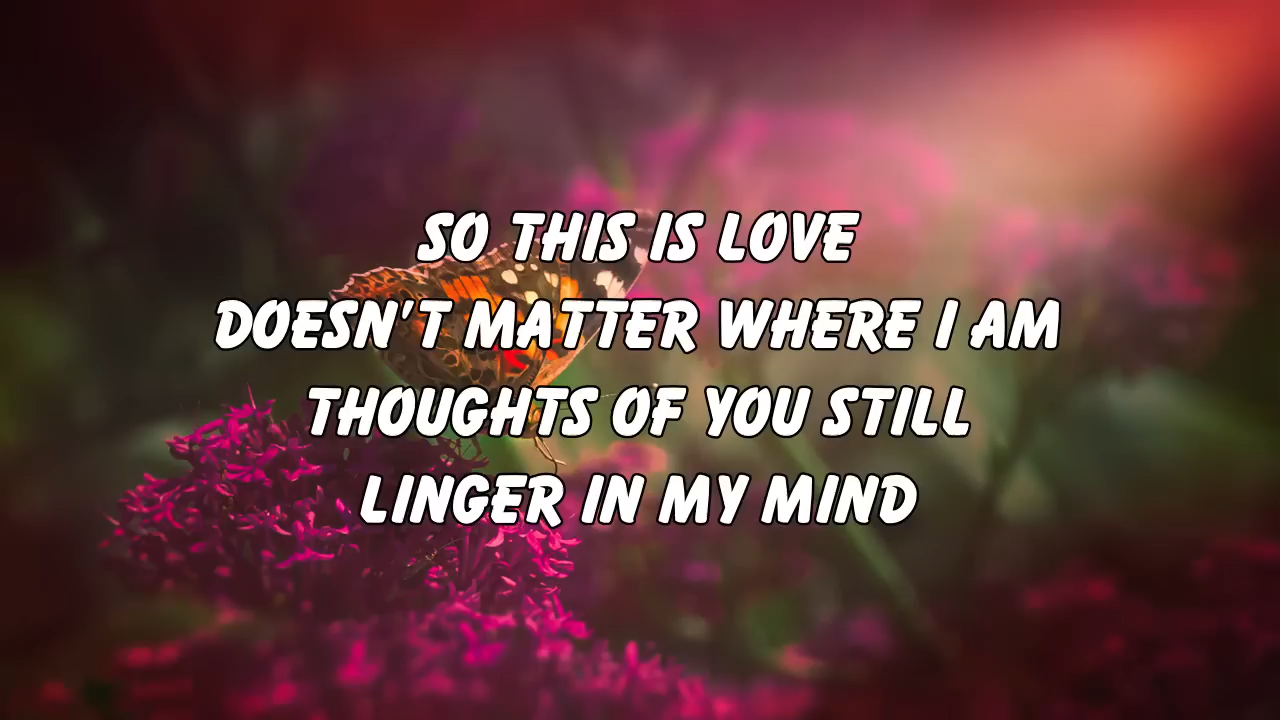 SO THIS IS LOVE
DOESN'T MATTER WHERE I AM
THOUGHTS OF YOU STILL
LINGER IN MY MIND